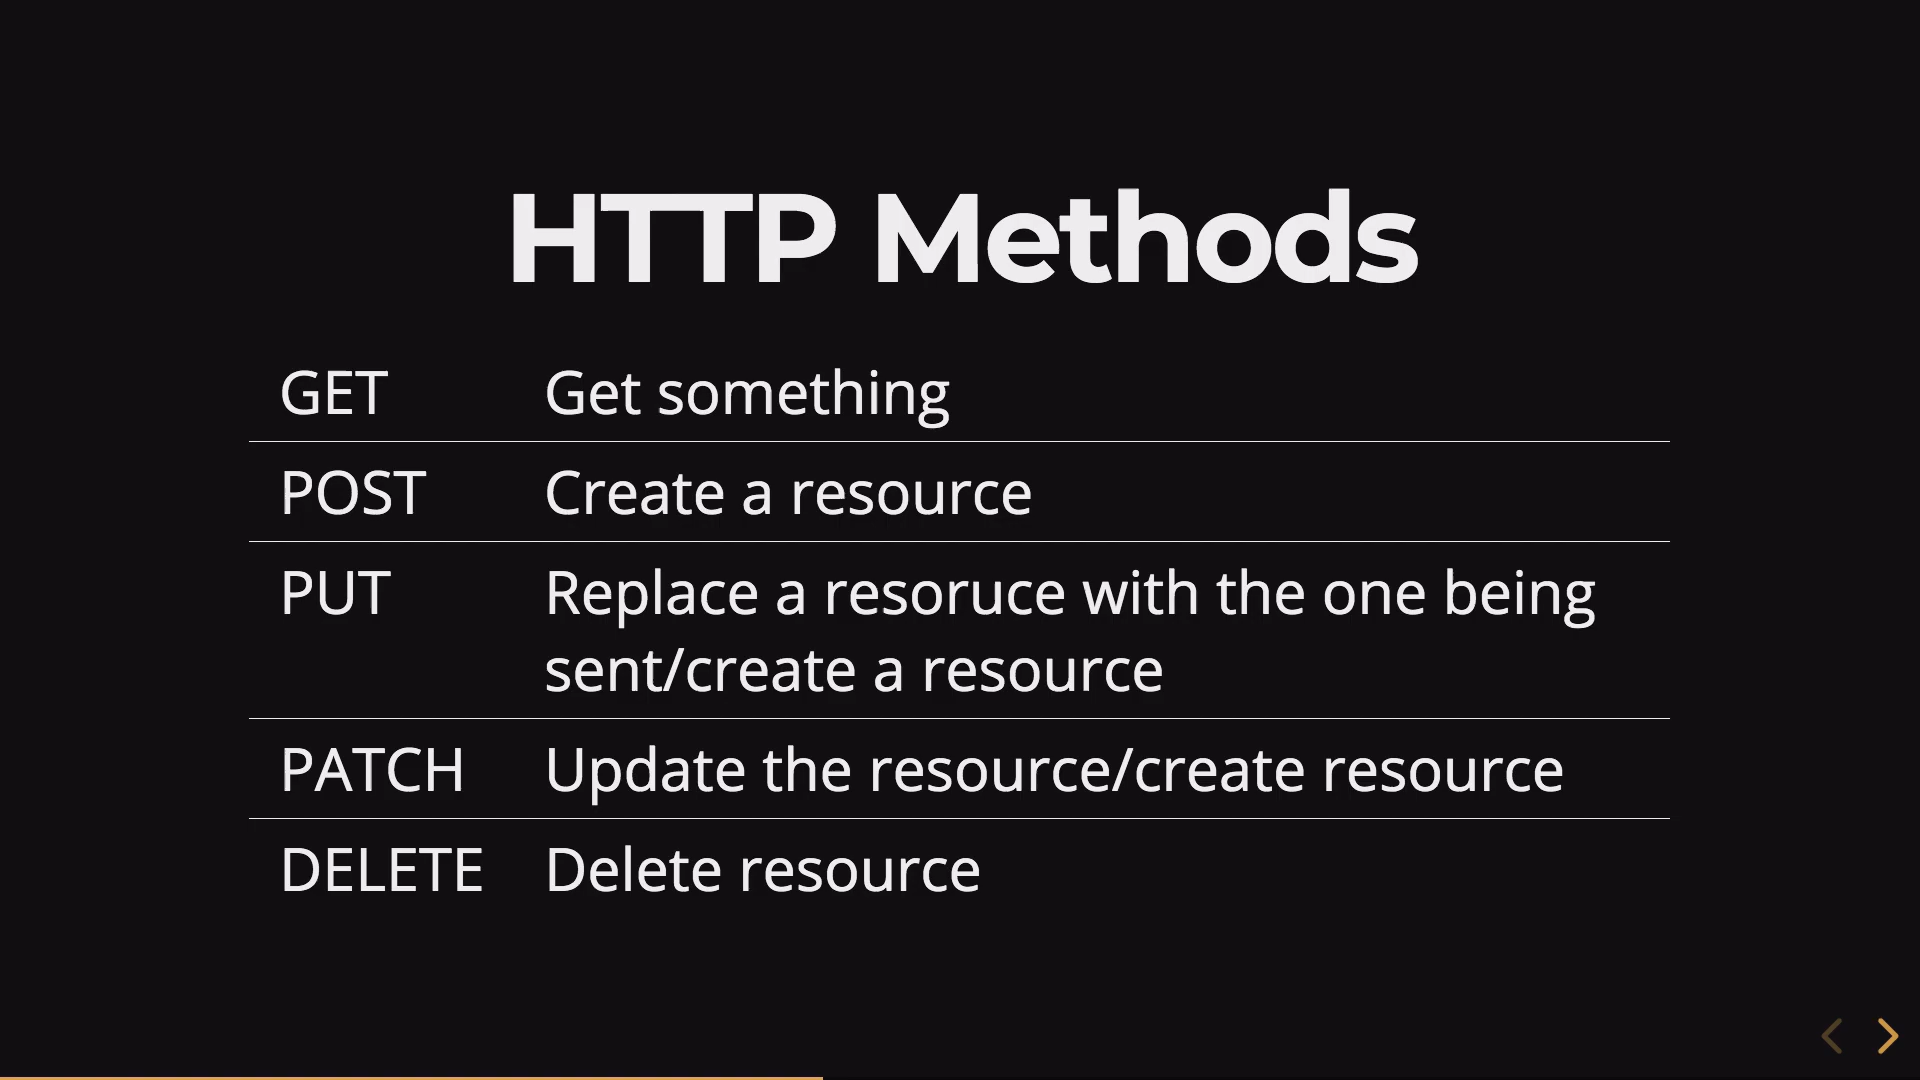 HTTP Methods
GET Get something
POST Create a resource
PUT Replace a resoruce with the one being
sent/create a resource
PATCH Update the resource/create resource
DELETE Delete resource